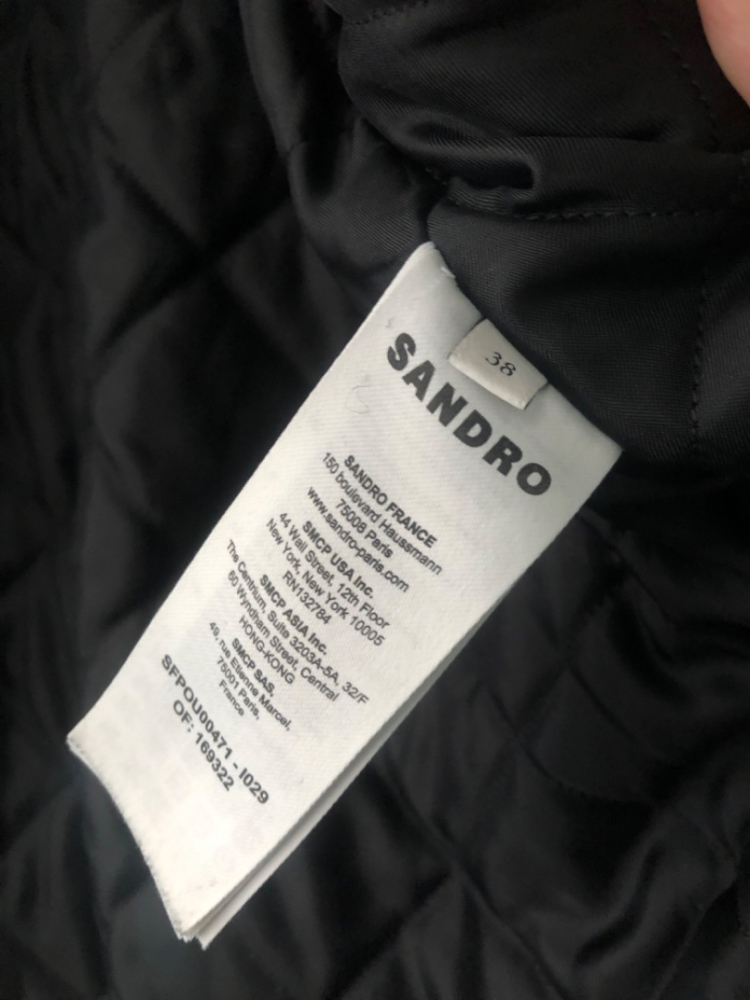 38
SANDRO
SANDRO FRANCE
150 boulevard Haussmann
75008 Paris
www.sandro-paris.com
SMCP USA Inc.
44 Wall Street, 12th Floor
New York, New York 10005
RN132784
SMCP ASIA Inc.
The Centrium, Suite 3203A-5A, 32/F
60 Wyndham Street, Central
HONG-KONG
SMCP SAS,
49, rue Etienne Marcel,
75001 Paris,
France
SFPOU00471 - I029
OF: 169322